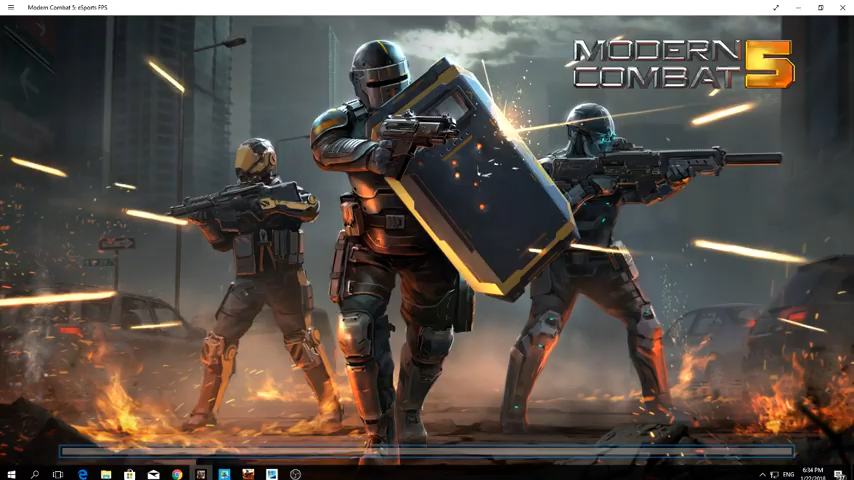 Modern Combat 5: eSports FPS
MODERN
COMBAT 5
ENG
6:34 PM
1/22/2018